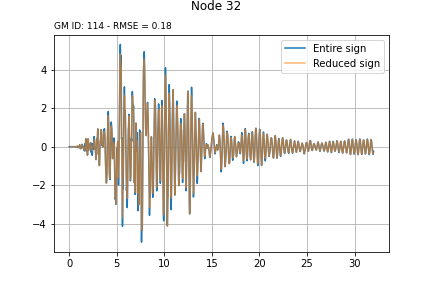 Node 32
GM ID: 114 - RMSE = 0.18
Entire sign
Reduced sign
4
2
0
−2
−4
0 5 10 15 20 25 30